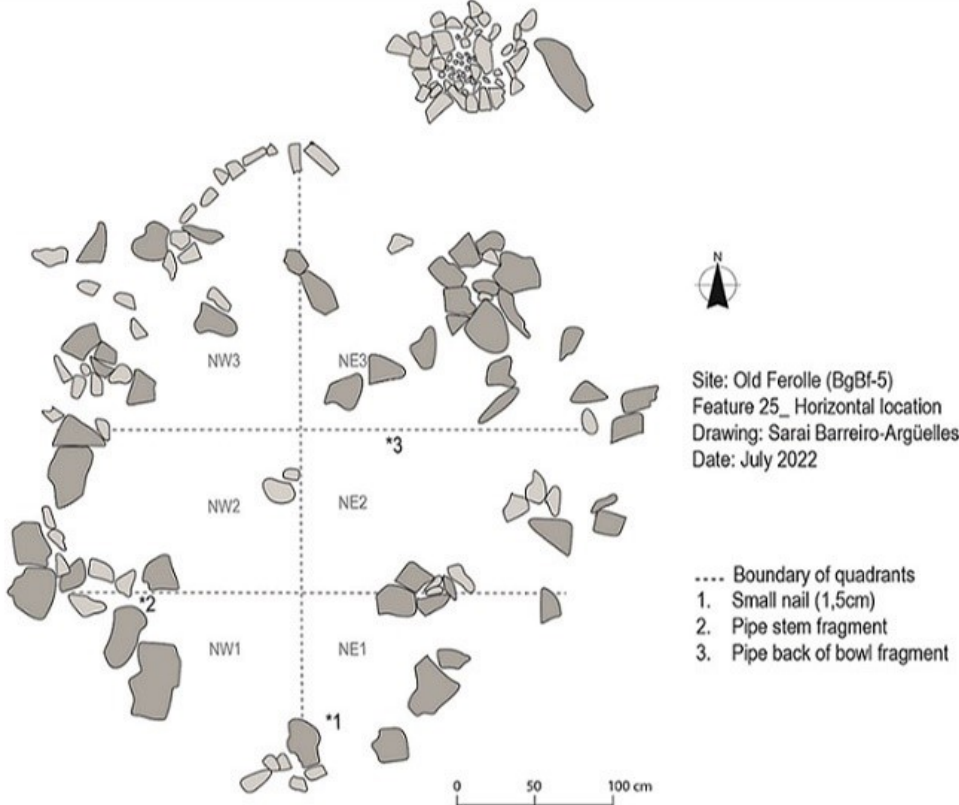 N
NW3
NE3
*3
NW2
NE2
*2
NW1
NE1
*1
Site: Old Ferolle (BgBf-5)
Feature 25_ Horizontal location
Drawing: Sarai Barreiro-Argüelles
Date: July 2022
---- Boundary of quadrants
1. Small nail (1,5cm)
2. Pipe stem fragment
3. Pipe back of bowl fragment
0 50 100 cm